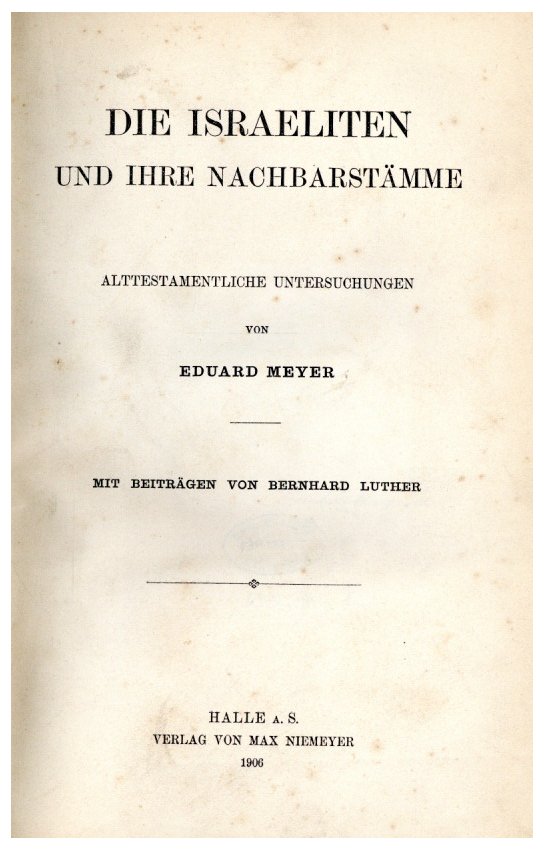 DIE ISRAELITEN
UND IHRE NACHBARSTÄMME
ALTTESTAMENTLICHE UNTERSUCHUNGEN
VON
EDUARD MEYER
MIT BEITRÄGEN VON BERNHARD LUTHER
HALLE A. S.
VERLAG VON MAX NIEMEYER
1906